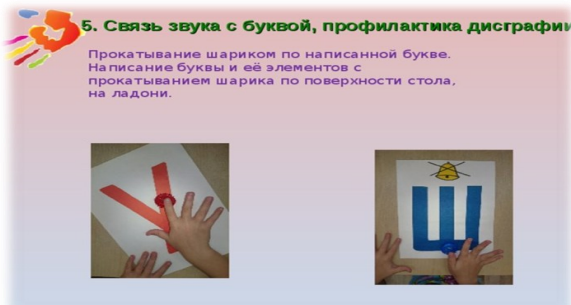 5. Связь звука с буквой, профилактика дисграфии
Прокатывание шариком по написанной букве.
Написание буквы и её элементов с
прокатыванием шарика по поверхности стола,
на ладони.
У
Ш